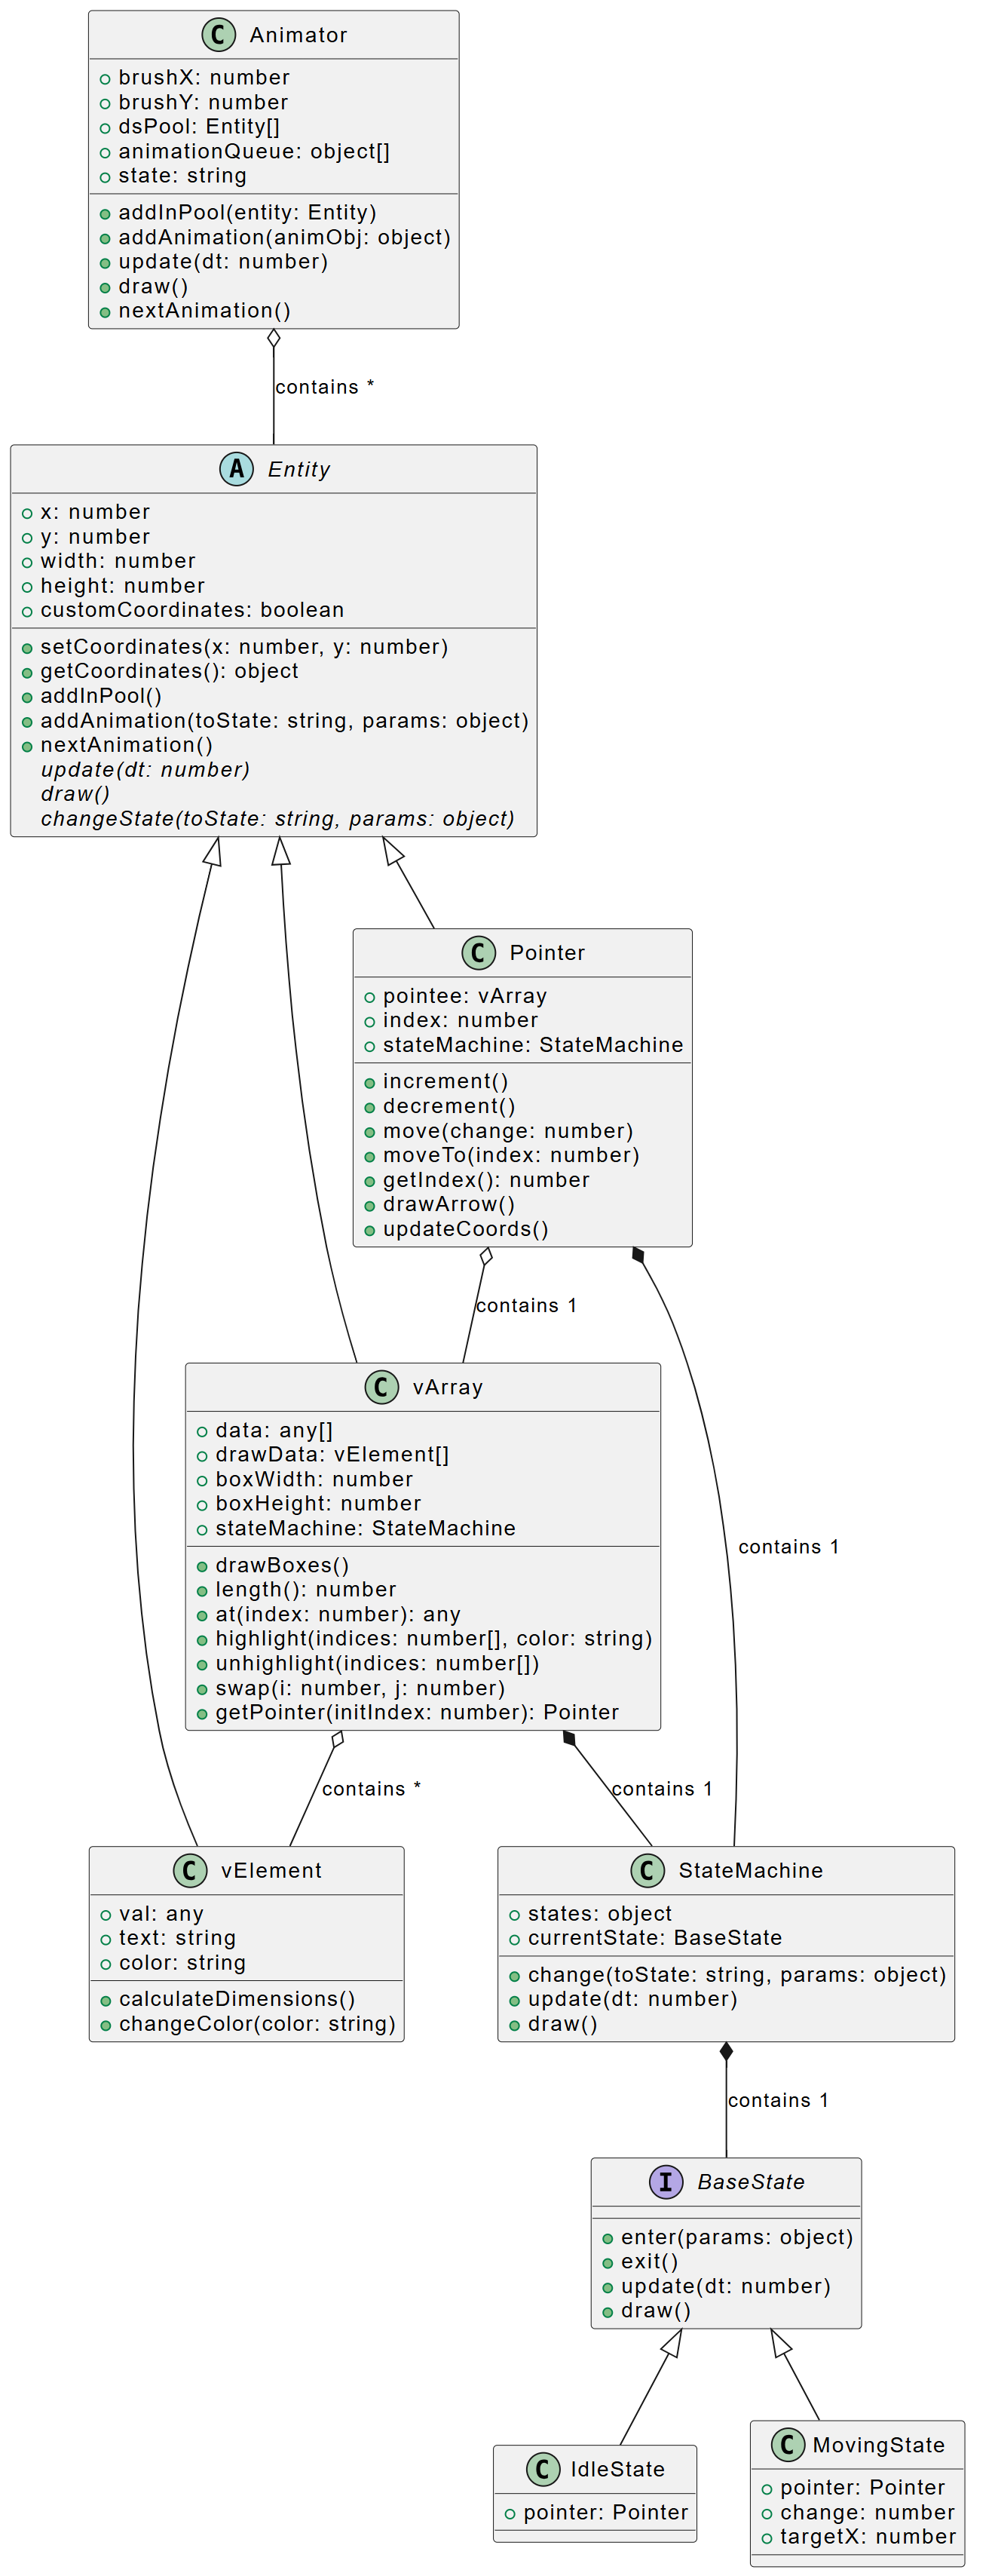 C Animator
brushX: number
brushY: number
dsPool: Entity[]
animationQueue: object[]
state: string
addInPool(entity: Entity)
addAnimation(animObj: object)
update(dt: number)
draw()
nextAnimation()
contains *
A Entity
x: number
y: number
width: number
height: number
customCoordinates: boolean
setCoordinates(x: number, y: number)
getCoordinates(): object
addInPool()
addAnimation(toState: string, params: object)
nextAnimation()
update(dt: number)
draw()
changeState(toState: string, params: object)
C Pointer
pointee: vArray
index: number
stateMachine: StateMachine
increment()
decrement()
move(change: number)
moveTo(index: number)
getIndex(): number
drawArrow()
updateCoords()
contains 1
C vArray
data: any[]
drawData: vElement[]
boxWidth: number
boxHeight: number
stateMachine: StateMachine
drawBoxes()
length(): number
at(index: number): any
highlight(indices: number[], color: string)
unhighlight(indices: number[])
swap(i: number, j: number)
getPointer(initIndex: number): Pointer
contains 1
contains *
contains 1
C vElement
val: any
text: string
color: string
calculateDimensions()
changeColor(color: string)
C StateMachine
states: object
currentState: BaseState
change(toState: string, params: object)
update(dt: number)
draw()
contains 1
I BaseState
enter(params: object)
exit()
update(dt: number)
draw()
C IdleState
pointer: Pointer
C MovingState
pointer: Pointer
change: number
targetX: number